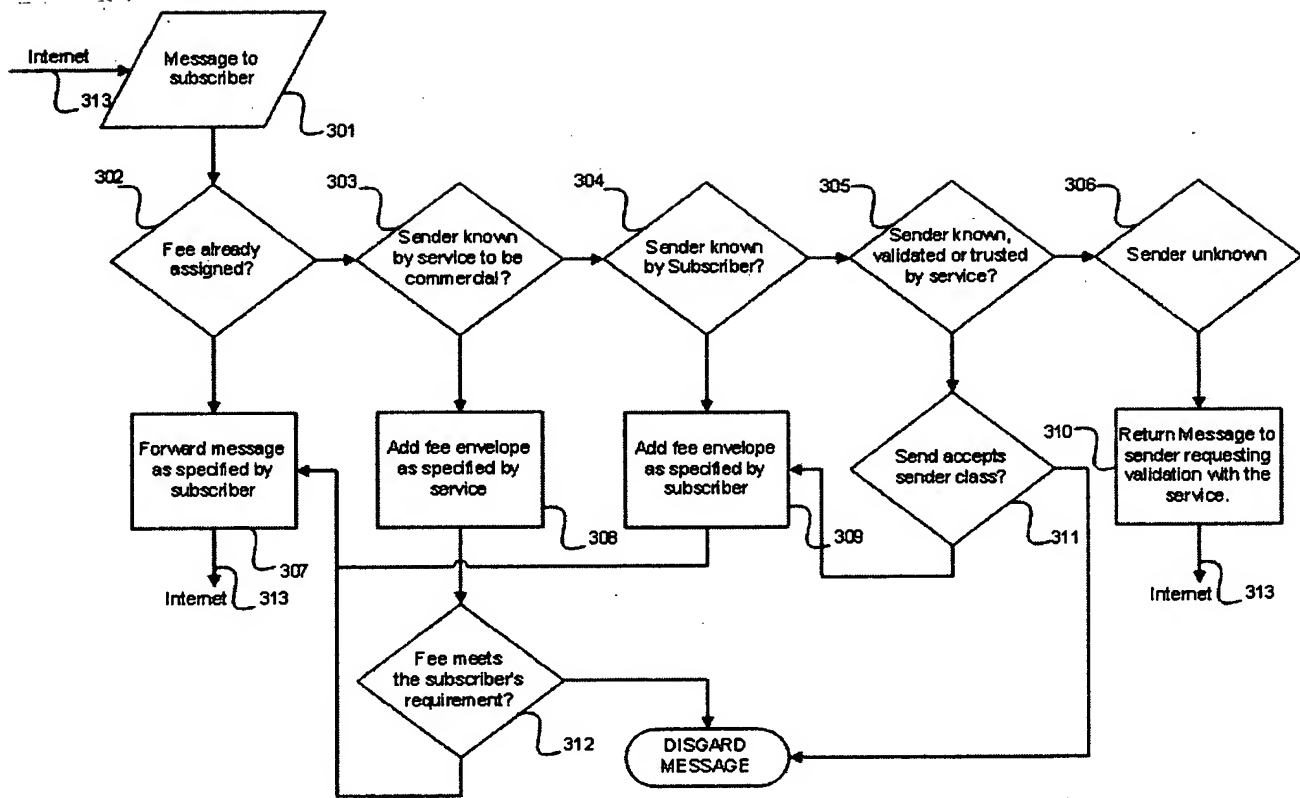 Internet
313
Message to
subscriber
301
302
Fee already
assigned?
303
Sender known
by service to be
commercial?
304
Sender known
by Subscriber?
305
Sender known,
validated or trusted
by service?
306
Sender unknown
Forward message
as specified by
subscriber
307
Internet
313
Add fee envelope
as specified by
service
308
Add fee envelope
as specified by
subscriber
309
Send accepts
sender class?
311
310
Return Message to
sender requesting
validation with the
service.
Internet
313
Fee meets
the subscriber's
requirement?
312
DISGARD
MESSAGE